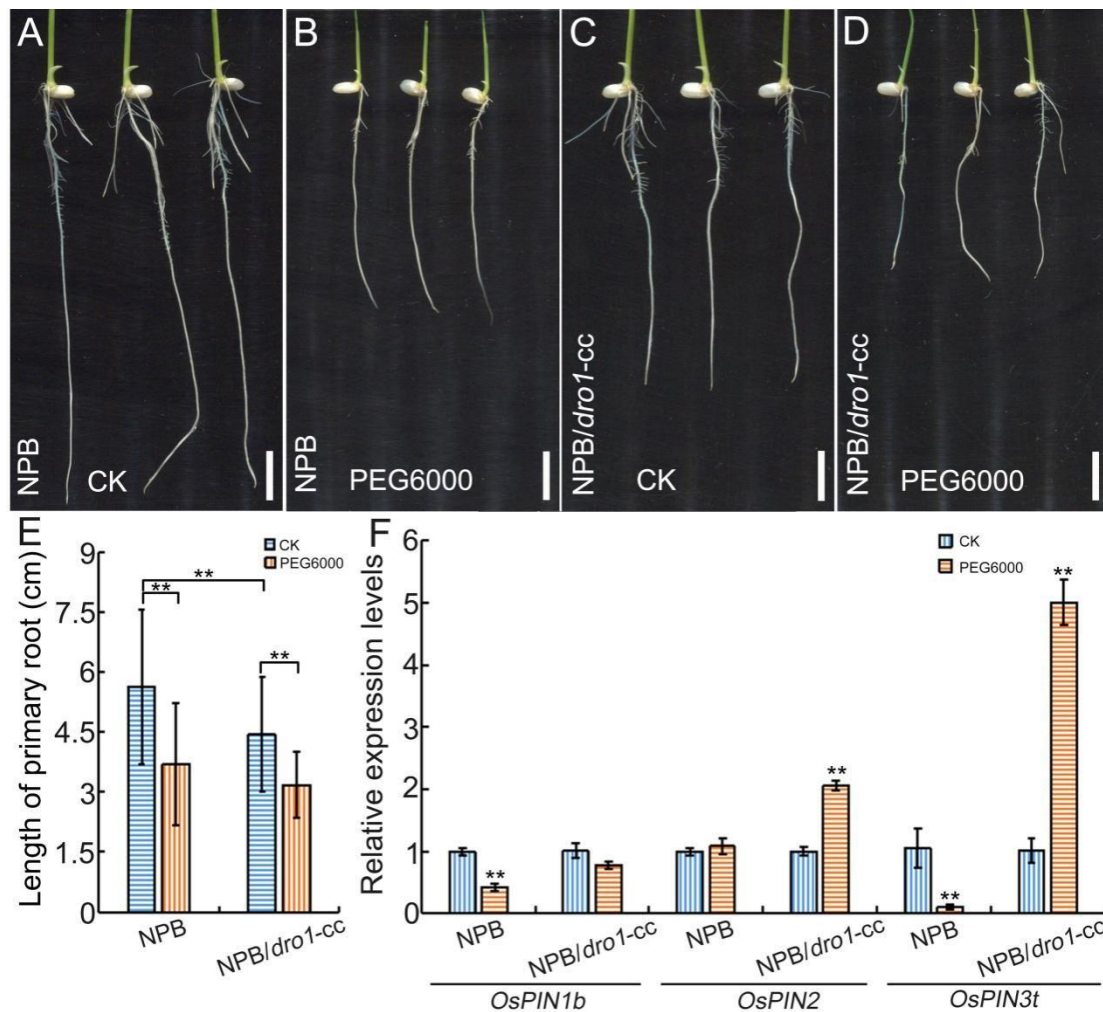 A
NPB
CK
B
NPB
PEG6000
C
NPB/dro1-cc
CK
D
NPB/dro1-cc
PEG6000
E
Length of primary root (cm)
9
7.5
6
4.5
3
1.5
0
CK
PEG6000
**
**
**
NPB
NPB/dro1-cc
F
Relative expression levels
6
5
4
3
2
1
0
CK
PEG6000
**
**
**
**
NPB
NPB/dro1-cc
NPB
NPB/dro1-cc
NPB
NPB/dro1-cc
OsPIN1b
OsPIN2
OsPIN3t